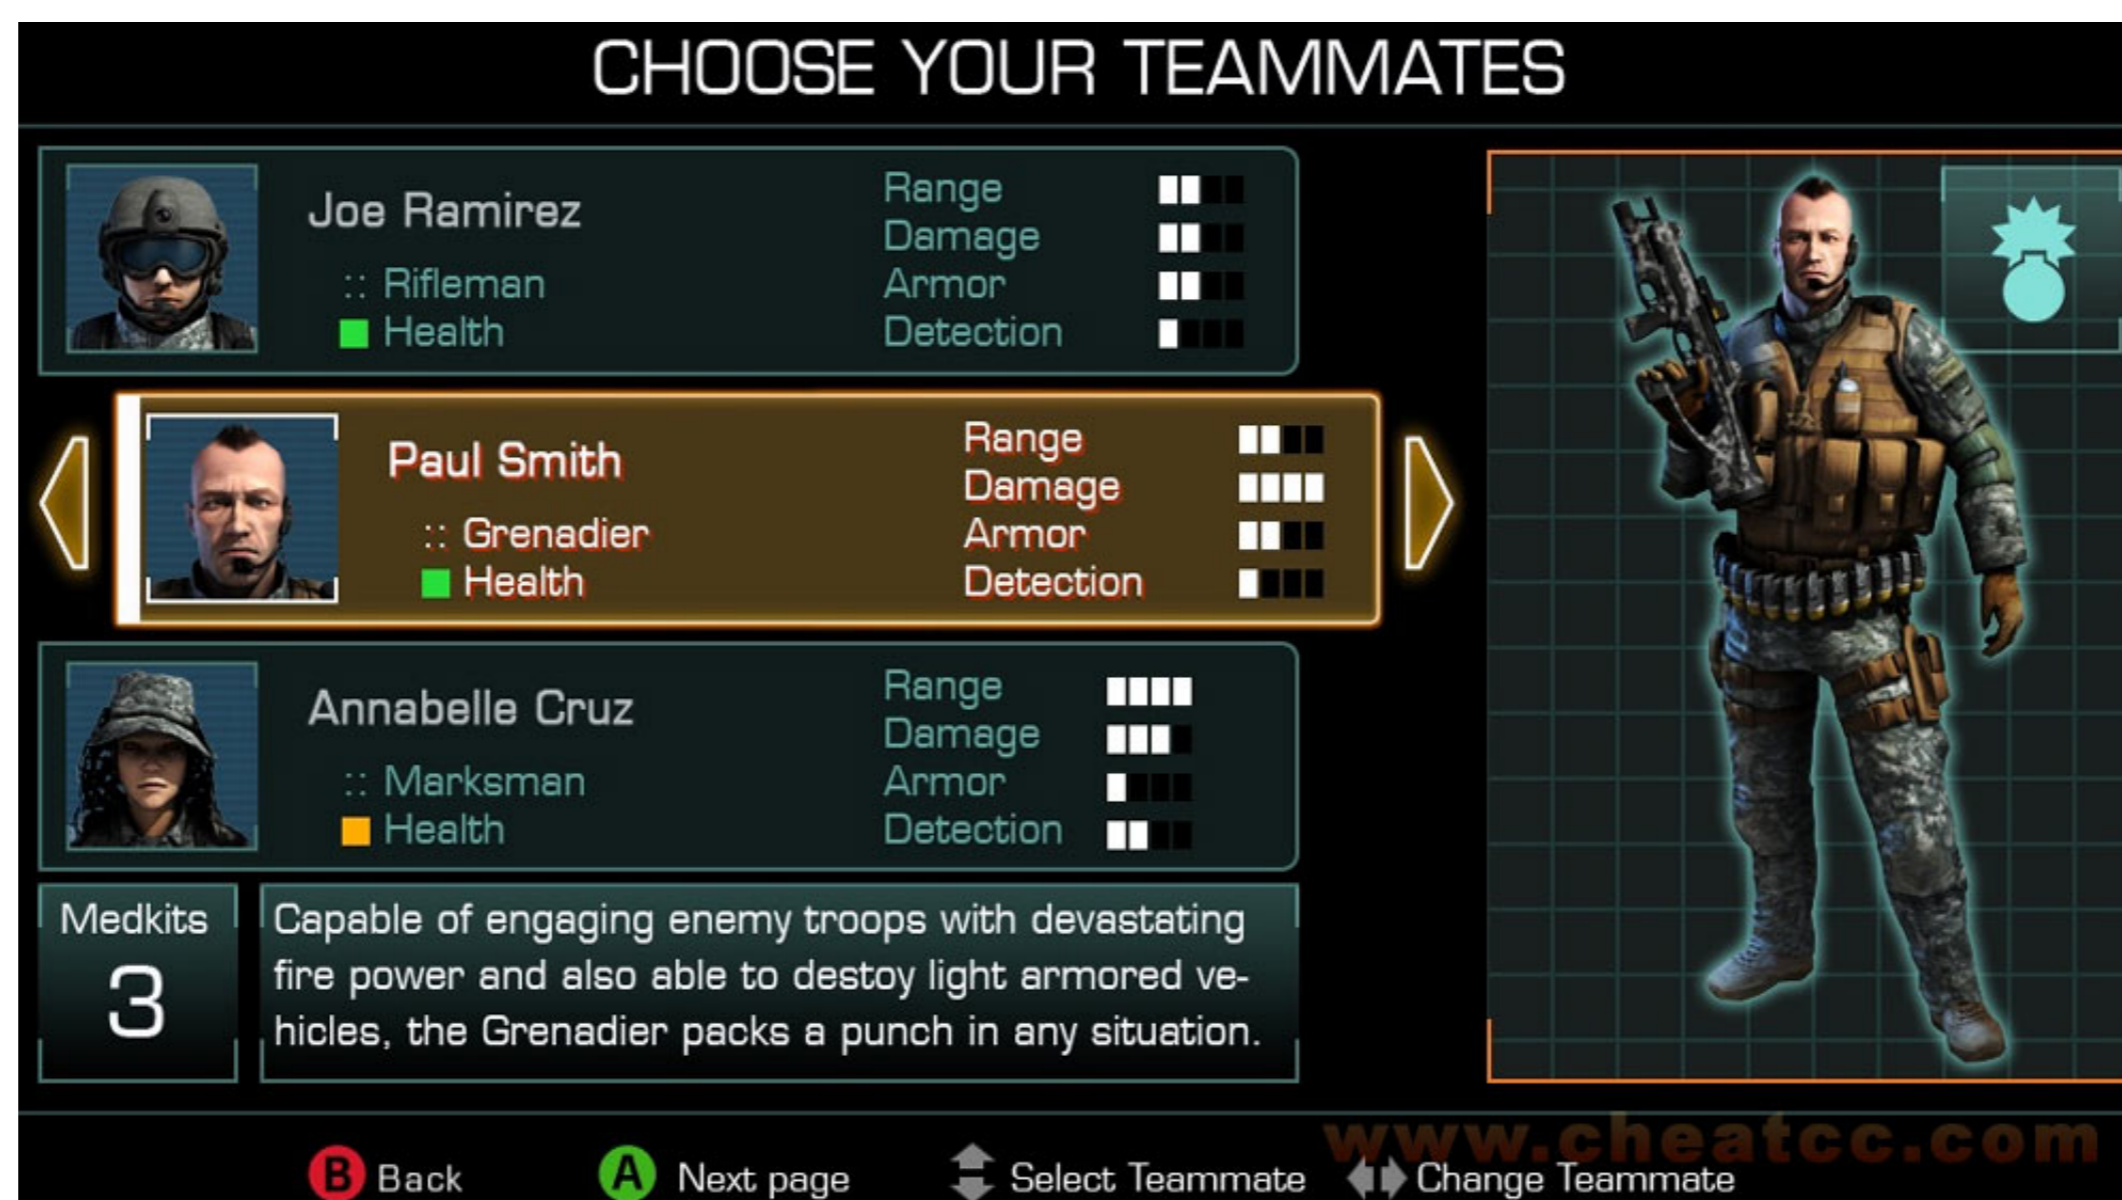 CHOOSE YOUR TEAMMATES
Joe Ramirez
:: Rifleman
Health
Range
Damage
Armor
Detection
Paul Smith
:: Grenadier
Health
Range
Damage
Armor
Detection
Annabelle Cruz
:: Marksman
Health
Range
Damage
Armor
Detection
Medkits
3
Capable of engaging enemy troops with devastating
fire power and also able to destoy light armored ve-
hicles, the Grenadier packs a punch in any situation.
www.cheatcc.com
B Back
A Next page
Select Teammate
Change Teammate